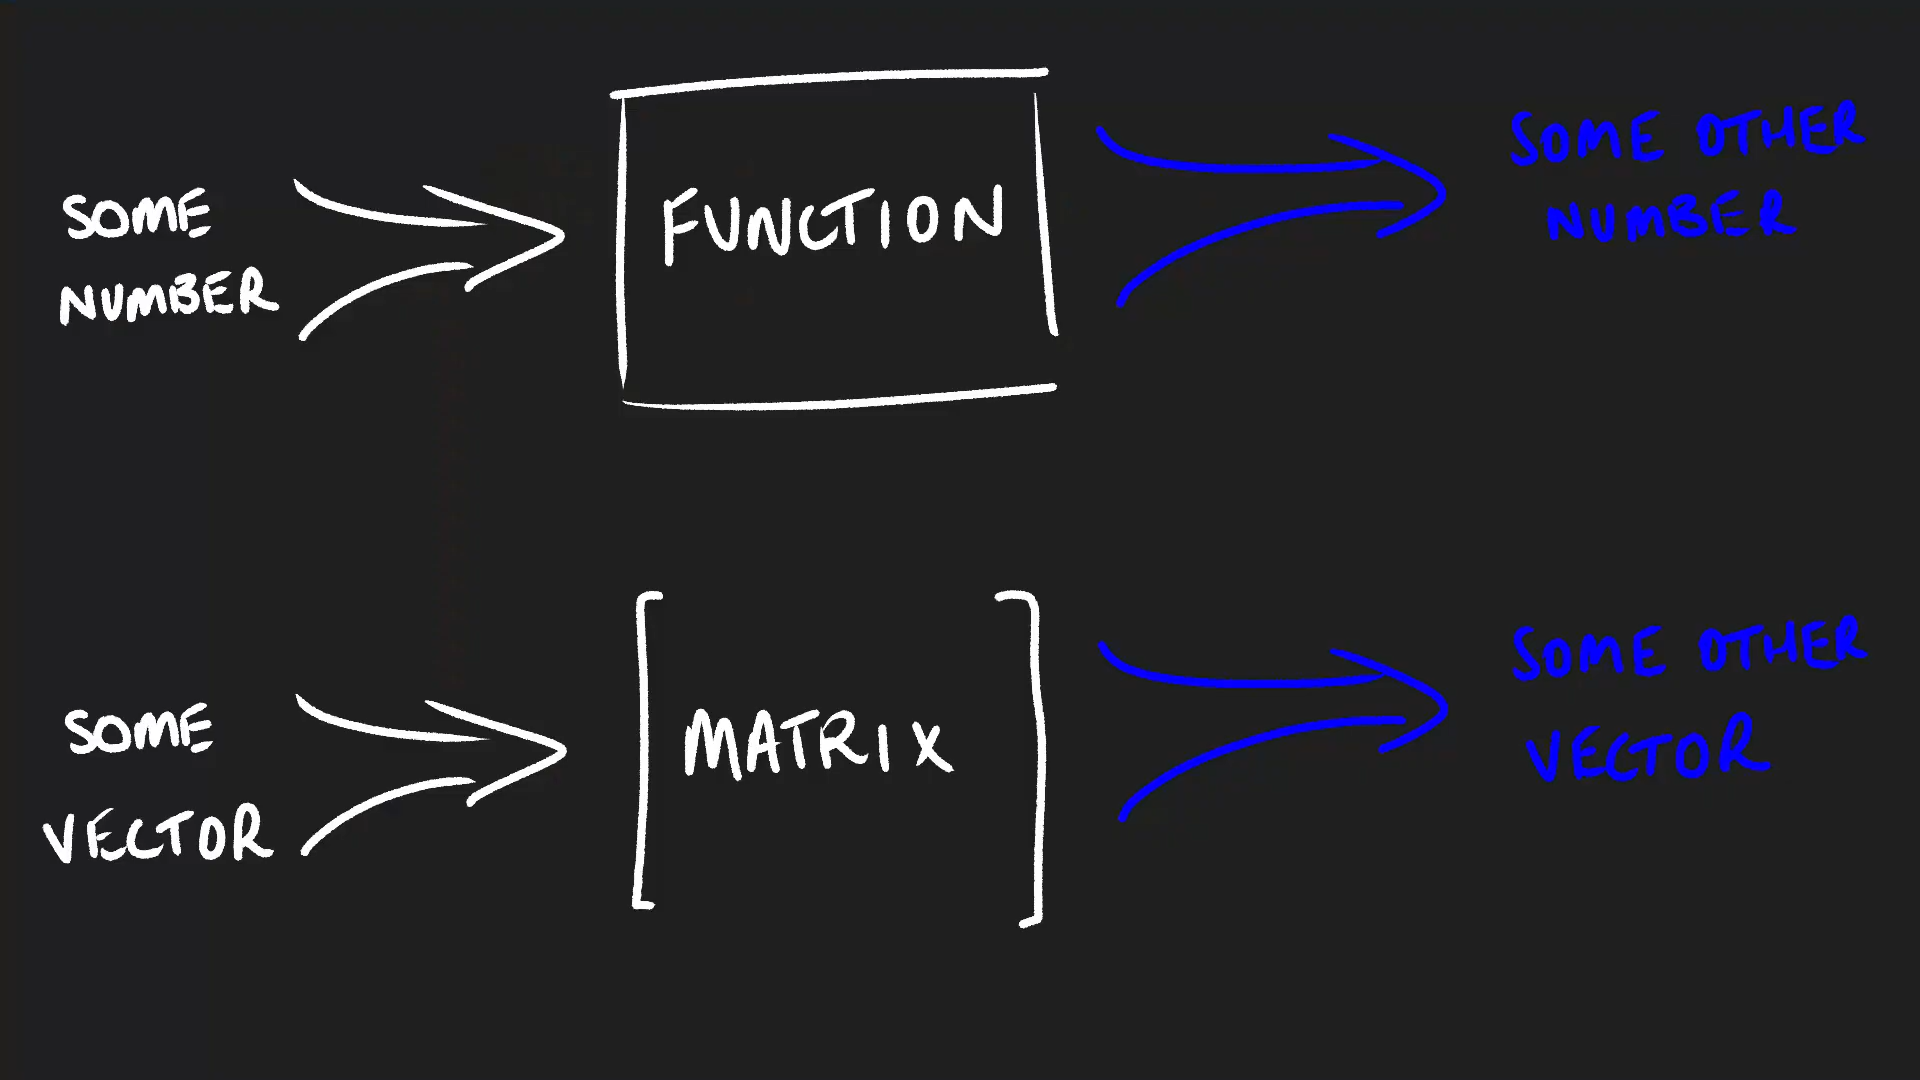 SOME
NUMBER
FUNCTION
SOME OTHER
NUMBER
SOME
VECTOR
MATRIX
SOME OTHER
VECTOR